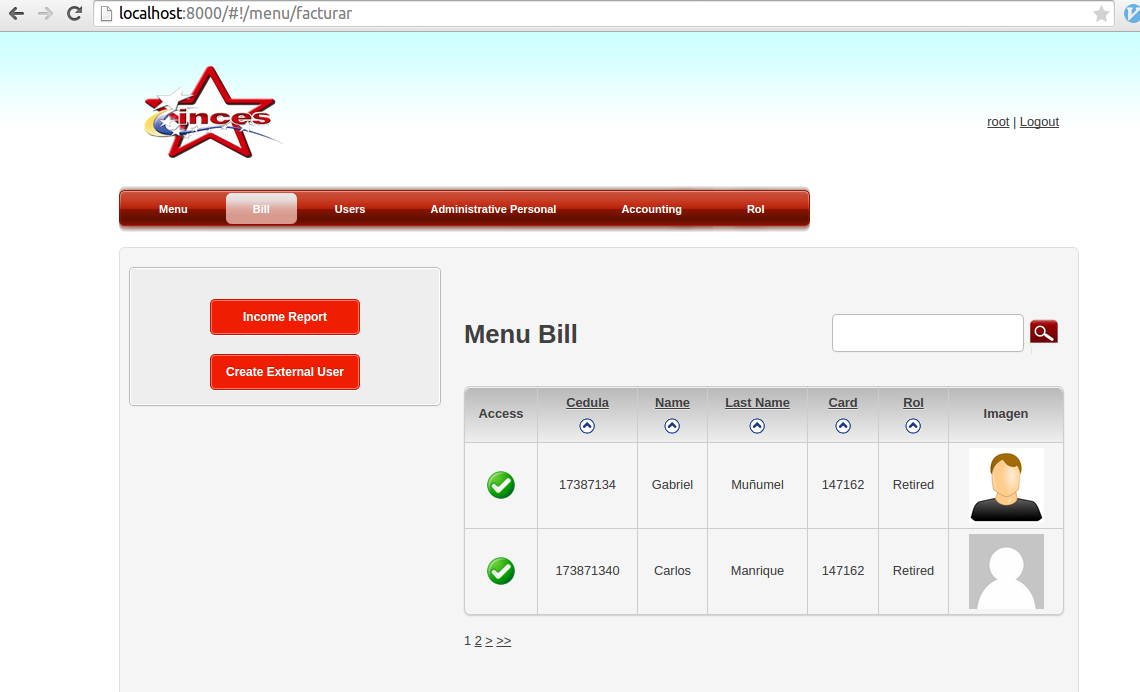 localhost:8000/#!/menu/facturar
inces
root | Logout
Menu Bill Users Administrative Personal Accounting Rol
Income Report
Create External User
Menu Bill
Access Cedula Name Last Name Card Rol Imagen
17387134 Gabriel Muñumel 147162 Retired
173871340 Carlos Manrique 147162 Retired
1 2 > >>